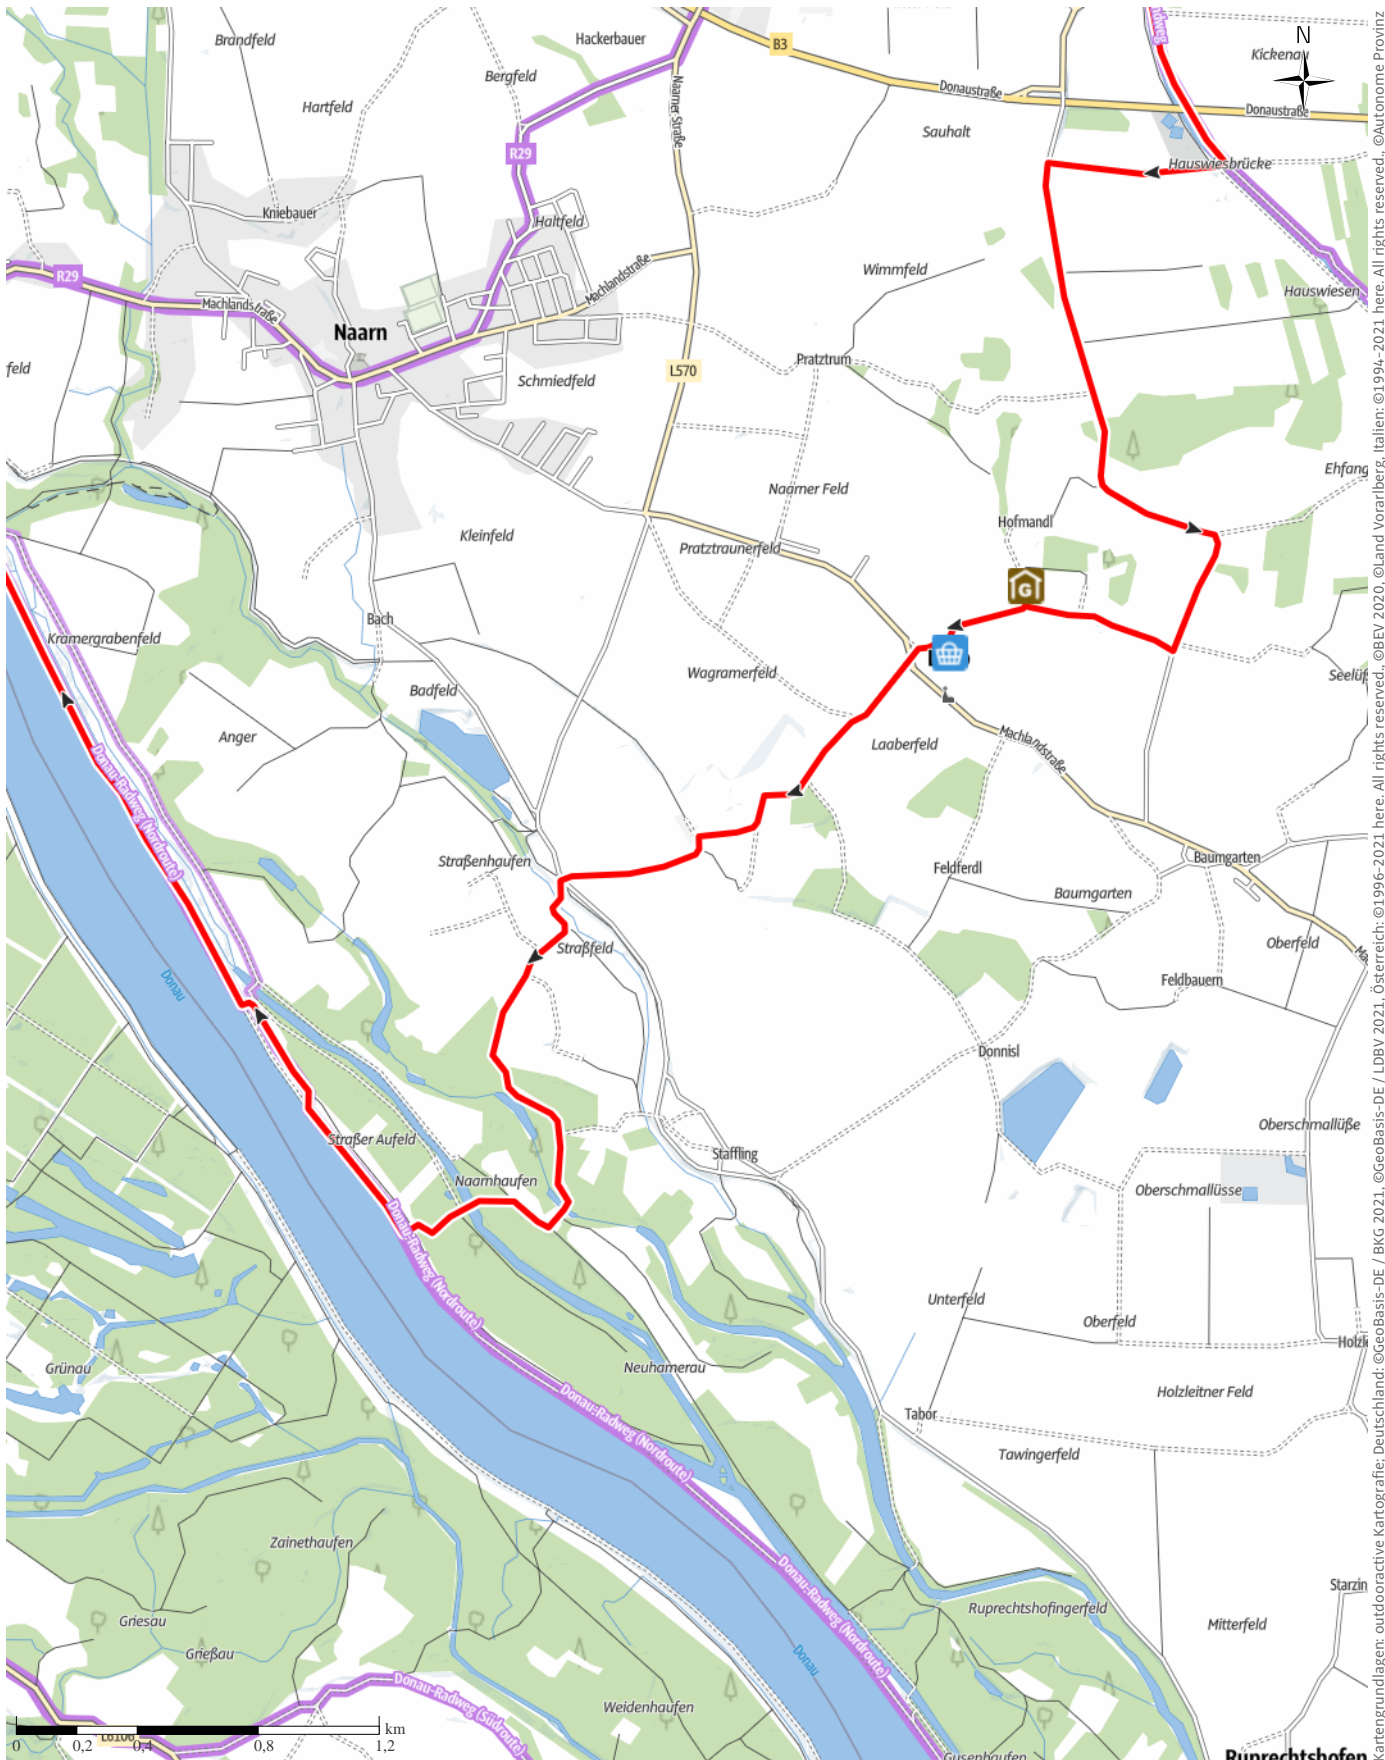 Brandfeld
Hackerbauer
B3
Radweg
N
Kickenau
Bergfeld
Hartfeld
Naarner Straße
Donaustraße
Donaustraße
Sauhalt
R29
Hauswiesbrücke
Kniebauer
Haltfeld
Wimmfeld
R29
Machlandstraße
Machlandstraße
Hauswiesen
Naarn
Pratztrum
feld
L570
Schmiedfeld
Ehfang
Naarner Feld
Hofmandl
Kleinfeld
Pratztraunerfeld
G
Bach
Kramergrabenfeld
Wagramerfeld
Seelüß
Badfeld
Anger
Laaberfeld
Machlandstraße
Donau-Radweg (Nordroute)
Straßenhaufen
Feldferdl
Baumgarten
Baumgarten
Straßfeld
Oberfeld
Ma
Donau
Feldbauern
Donnisl
Straßer Aufeld
Oberschmallüße
Staffling
Naarnhaufen
Oberschmallüsse
Donau-Radweg (Nordroute)
Unterfeld
Oberfeld
Holzle
Grünau
Neuhamerau
Donau-Radweg (Nordroute)
Holzleitner Feld
Tabor
Tawingerfeld
Zainethaufen
Donau-Radweg (Nordroute)
Starzin
Griesau
Ruprechtshofingerfeld
Mitterfeld
Grießau
Donau
Donau-Radweg (Südroute)
Weidenhaufen
km
0 0,2 0,4 0,8 1,2
Gusenhaufen
Ruprechtshofen
Kartengrundlagen: outdooractive Kartografie; Deutschland: ©GeoBasis-DE / BKG 2021, ©GeoBasis-DE / LDBV 2021, Österreich: ©1996-2021 here. All rights reserved., ©BEV 2020, ©Land Vorarlberg, Italien: ©1994-2021 here. All rights reserved., ©Autonome Provinz